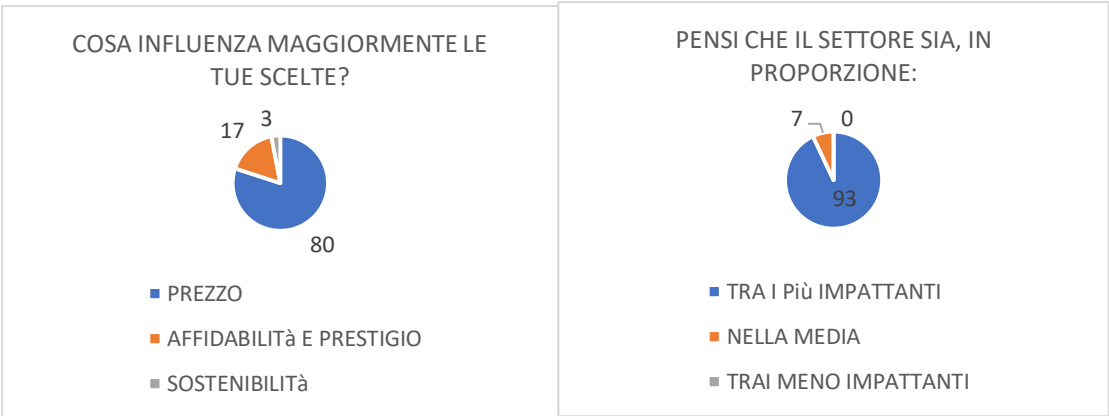 COSA INFLUENZA MAGGIORMENTE LE
TUE SCELTE?
17
3
80
PREZZO
AFFIDABILITà E PRESTIGIO
SOSTENIBILITà
PENSI CHE IL SETTORE SIA, IN
PROPORZIONE:
7
0
93
TRA I Più IMPATTANTI
NELLA MEDIA
TRAI MENO IMPATTANTI